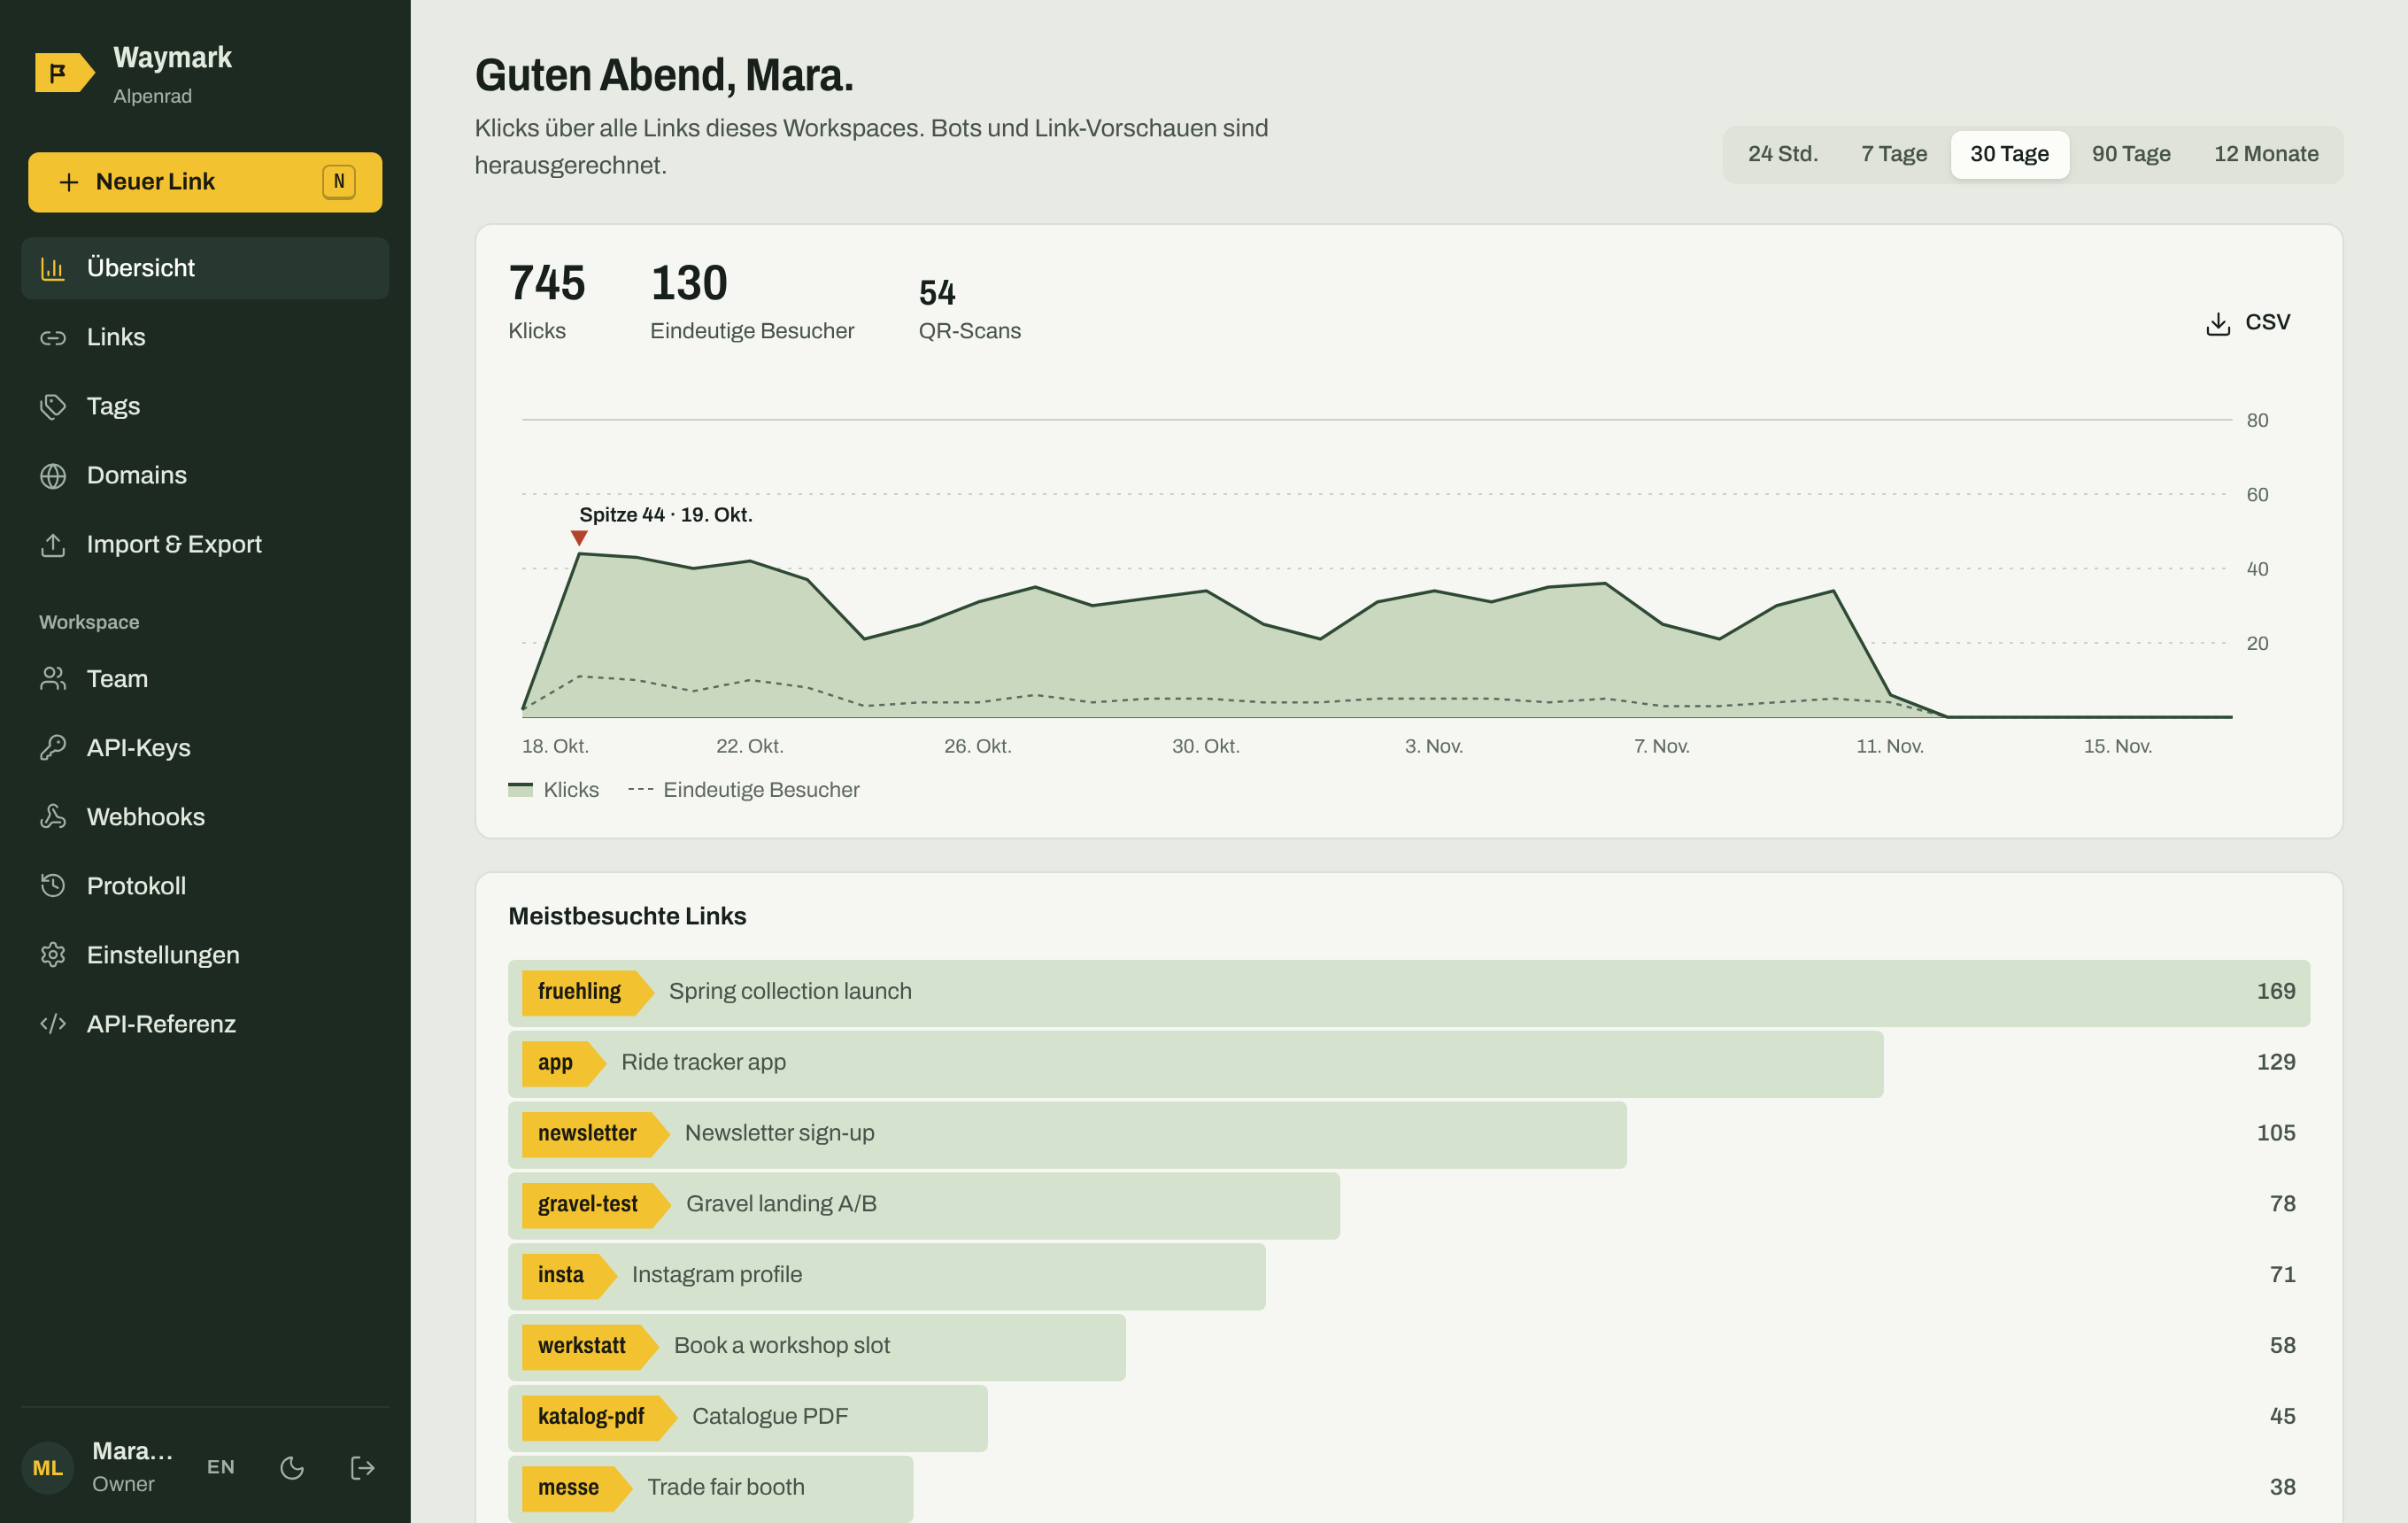 Waymark
Alpenrad
Neuer Link
N
Übersicht
Links
Tags
Domains
Import & Export
Workspace
Team
API-Keys
Webhooks
Protokoll
Einstellungen
API-Referenz
ML
Mara...
Owner
EN
Guten Abend, Mara.
Klicks über alle Links dieses Workspaces. Bots und Link-Vorschauen sind
herausgerechnet.
24 Std.
7 Tage
30 Tage
90 Tage
12 Monate
745
Klicks
130
Eindeutige Besucher
54
QR-Scans
CSV
80
60
40
20
Spitze 44 · 19. Okt.
18. Okt.
22. Okt.
26. Okt.
30. Okt.
3. Nov.
7. Nov.
11. Nov.
15. Nov.
Klicks
Eindeutige Besucher
Meistbesuchte Links
fruehling Spring collection launch 169
app Ride tracker app 129
newsletter Newsletter sign-up 105
gravel-test Gravel landing A/B 78
insta Instagram profile 71
werkstatt Book a workshop slot 58
katalog-pdf Catalogue PDF 45
messe Trade fair booth 38